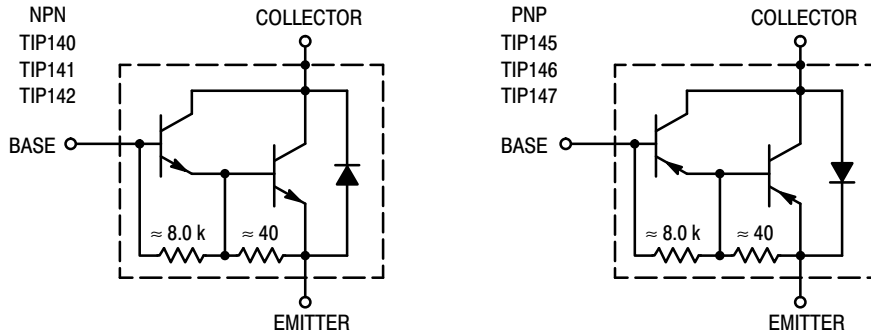 NPN
TIP140
TIP141
TIP142
COLLECTOR
BASE
≈ 8.0 k
≈ 40
EMITTER
PNP
TIP145
TIP146
TIP147
COLLECTOR
BASE
≈ 8.0 k
≈ 40
EMITTER